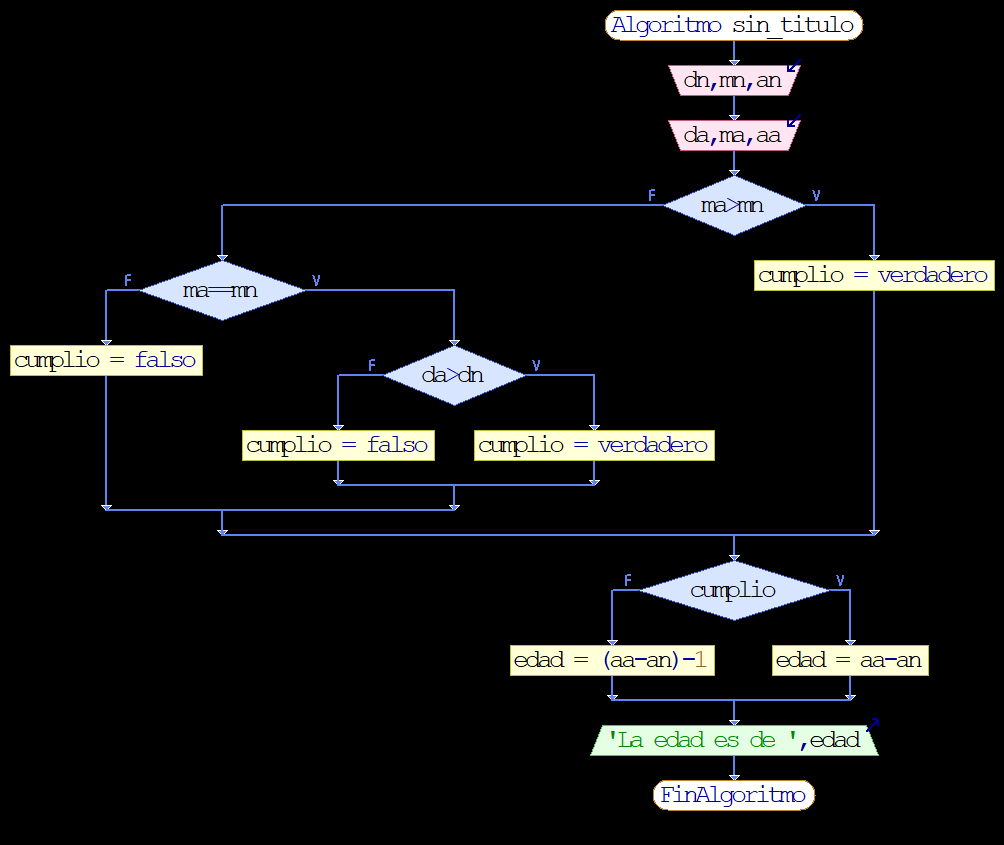 Algoritmo sin_titulo
dn,mn,an
da,ma,aa
F
ma>mn
V
cumplio = verdadero
F
ma==mn
V
cumplio = falso
F
da>dn
V
cumplio = falso
cumplio = verdadero
F
cumplio
V
edad = (aa-an)-1
edad = aa-an
'La edad es de ',edad
FinAlgoritmo